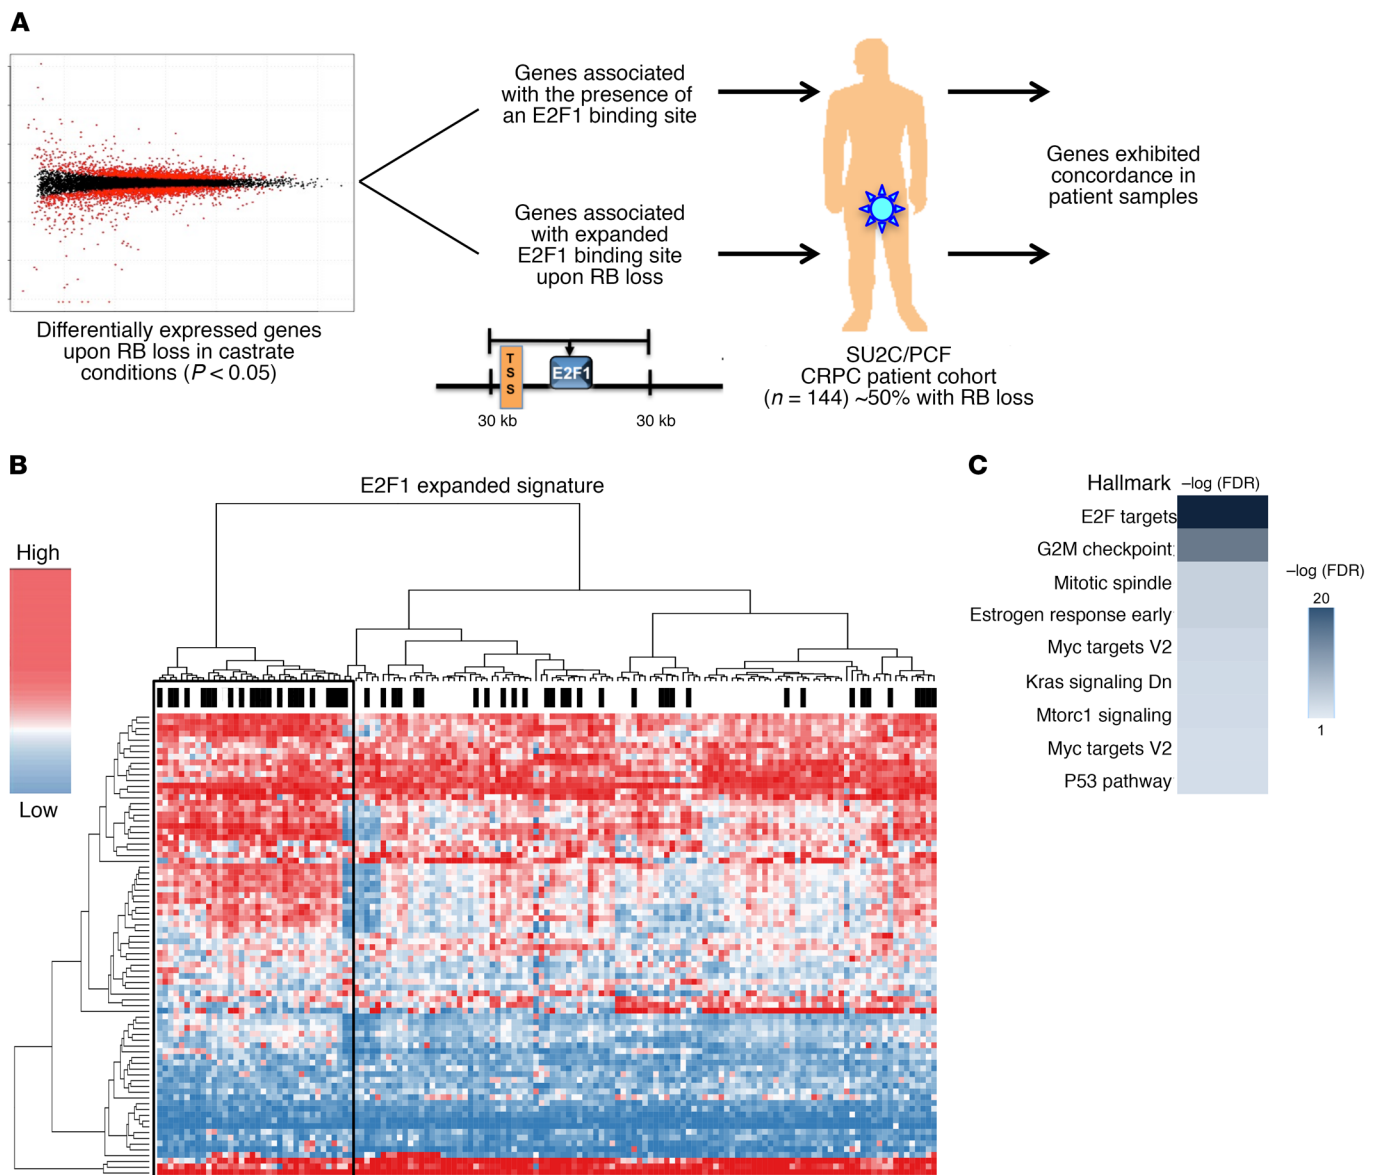 A
Genes associated
with the presence of
an E2F1 binding site
Genes associated
with expanded
E2F1 binding site
upon RB loss
Genes exhibited
concordance in
patient samples
Differentially expressed genes
upon RB loss in castrate
conditions (P < 0.05)
T
S
S
E2F1
30 kb
30 kb
SU2C/PCF
CRPC patient cohort
(n = 144) ~50% with RB loss
B
E2F1 expanded signature
High
Low
C
Hallmark –log (FDR)
E2F targets
G2M checkpoint
Mitotic spindle
Estrogen response early
Myc targets V2
Kras signaling Dn
Mtorc1 signaling
Myc targets V2
P53 pathway
–log (FDR)
20
1